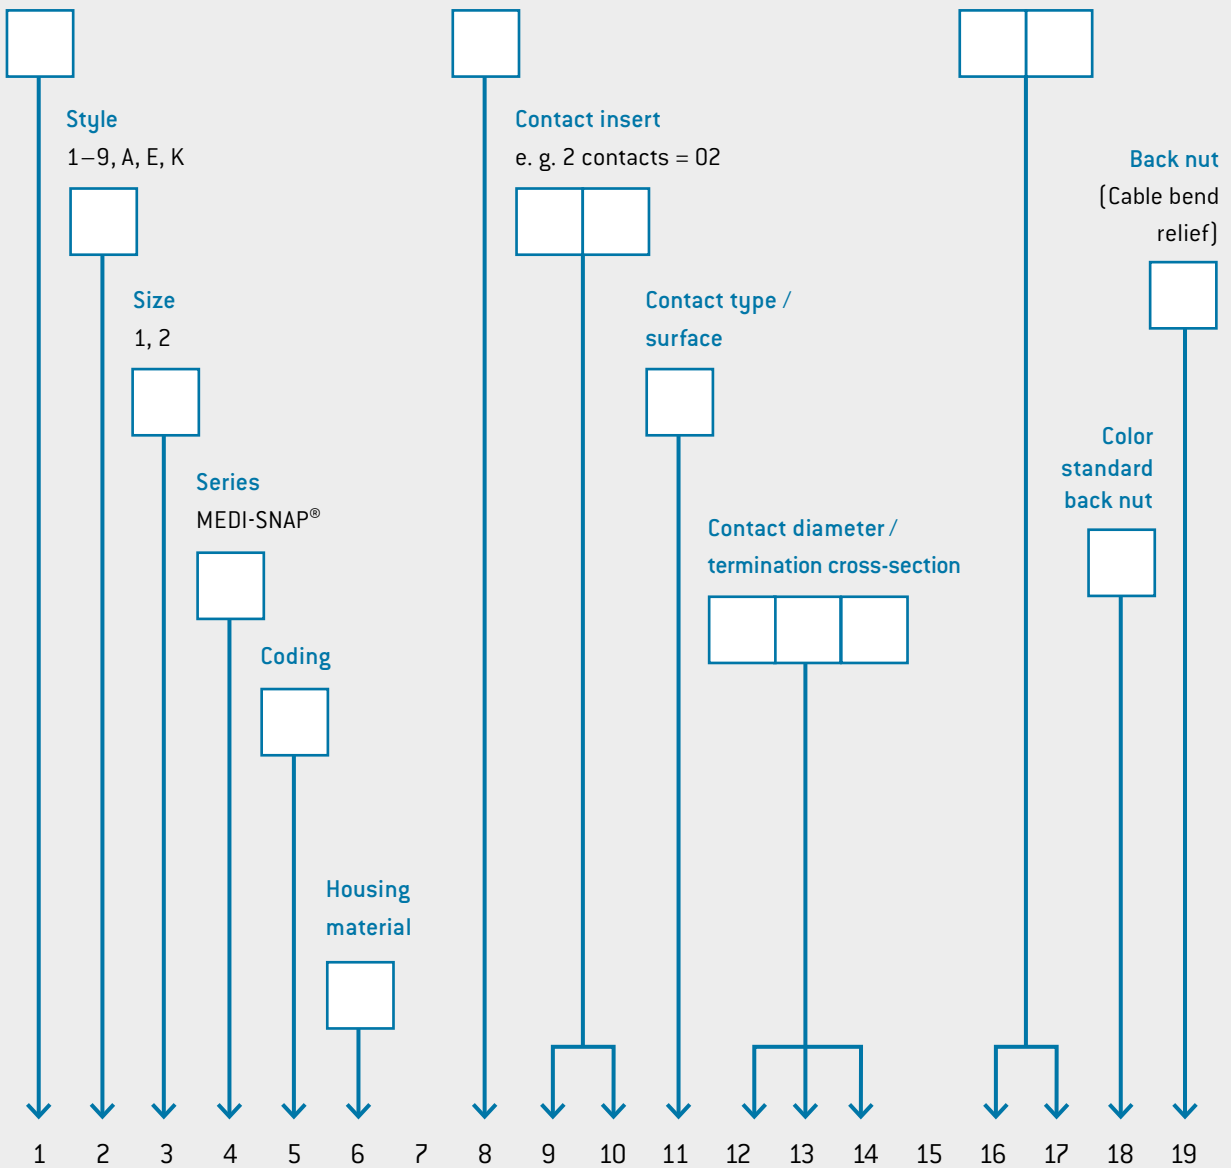 Style
1–9, A, E, K
Size
1, 2
Series
MEDI-SNAP®
Coding
Housing
material
Contact insert
e. g. 2 contacts = 02
Contact type /
surface
Contact diameter /
termination cross-section
Back nut
(Cable bend
relief)
Color
standard
back nut
1 2 3 4 5 6 7 8 9 10 11 12 13 14 15 16 17 18 19